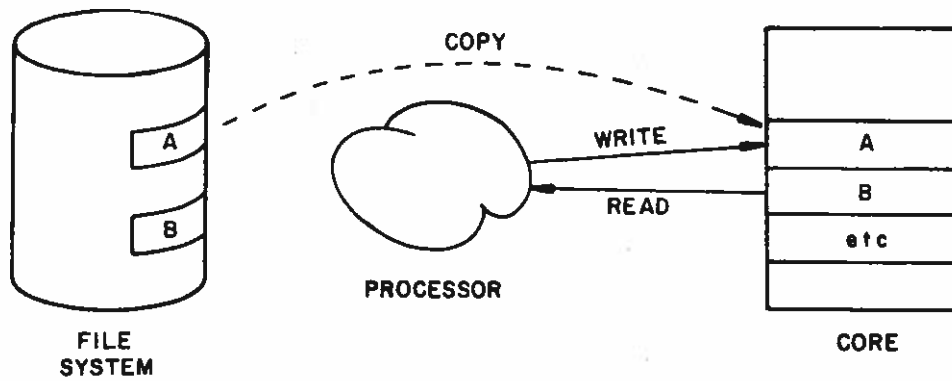 COPY
A
WRITE
A
B
READ
B
etc
PROCESSOR
FILE
SYSTEM
CORE